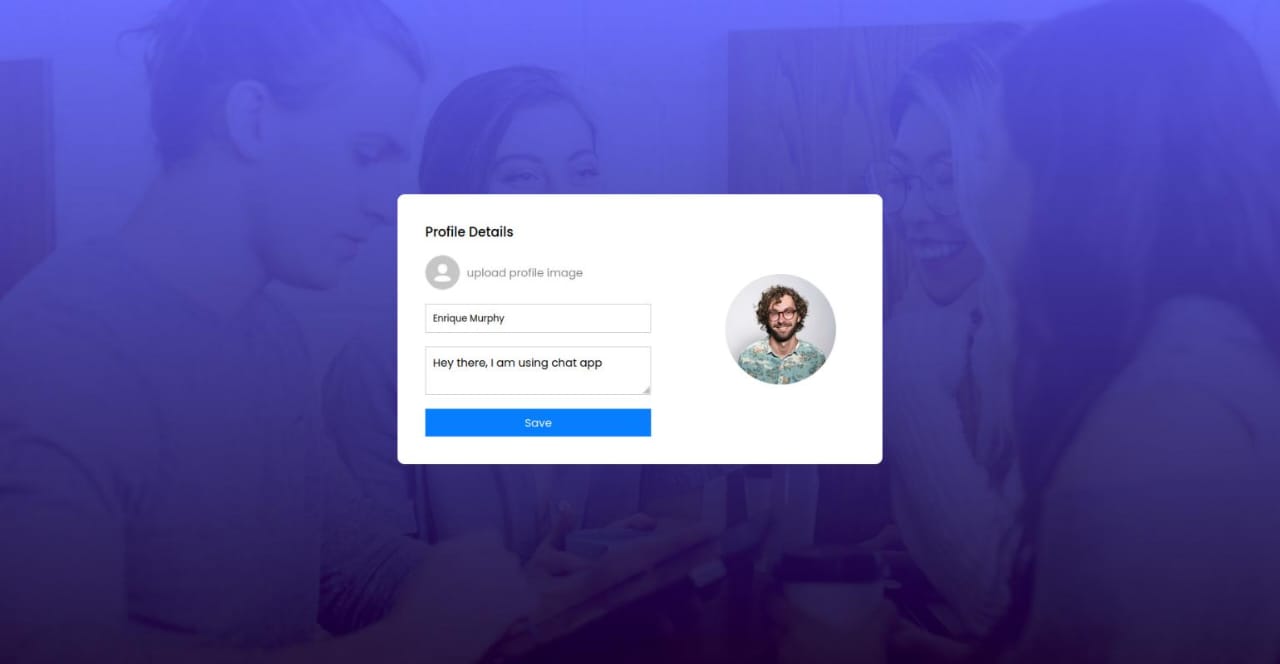 Profile Details
upload profile image
Enrique Murphy
Hey there, I am using chat app
Save